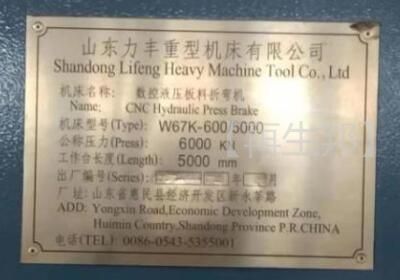 山东力丰重型机床有限公司
Shandong Lifeng Heavy Machine Tool Co., Ltd
机床名称: 数控液压板料折弯机
Name: CNC Hydraulic Press Brake
机床型号(Type): W67K-600 6000
公称压力(Press): 6000 K
工作台长度(Length): 5000 mm
出厂编号(Series): 年 月
厂 址: 山东省惠民县经济开发区新永莘路
ADD: Yongxin Road,Economic Development Zone,
Huimin Country,Shandong Province P.R.CHINA
电话(TEL) 0086-0543-5355001